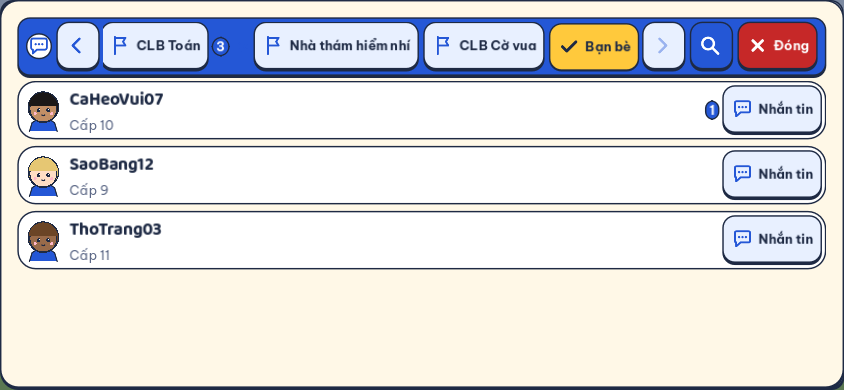 CLB Toán 3 Nhà thám hiểm nhí CLB Cờ vua Bạn bè Đóng
CaHeoVui07
Cấp 10
1 Nhắn tin
SaoBang12
Cấp 9
Nhắn tin
ThoTrang03
Cấp 11
Nhắn tin